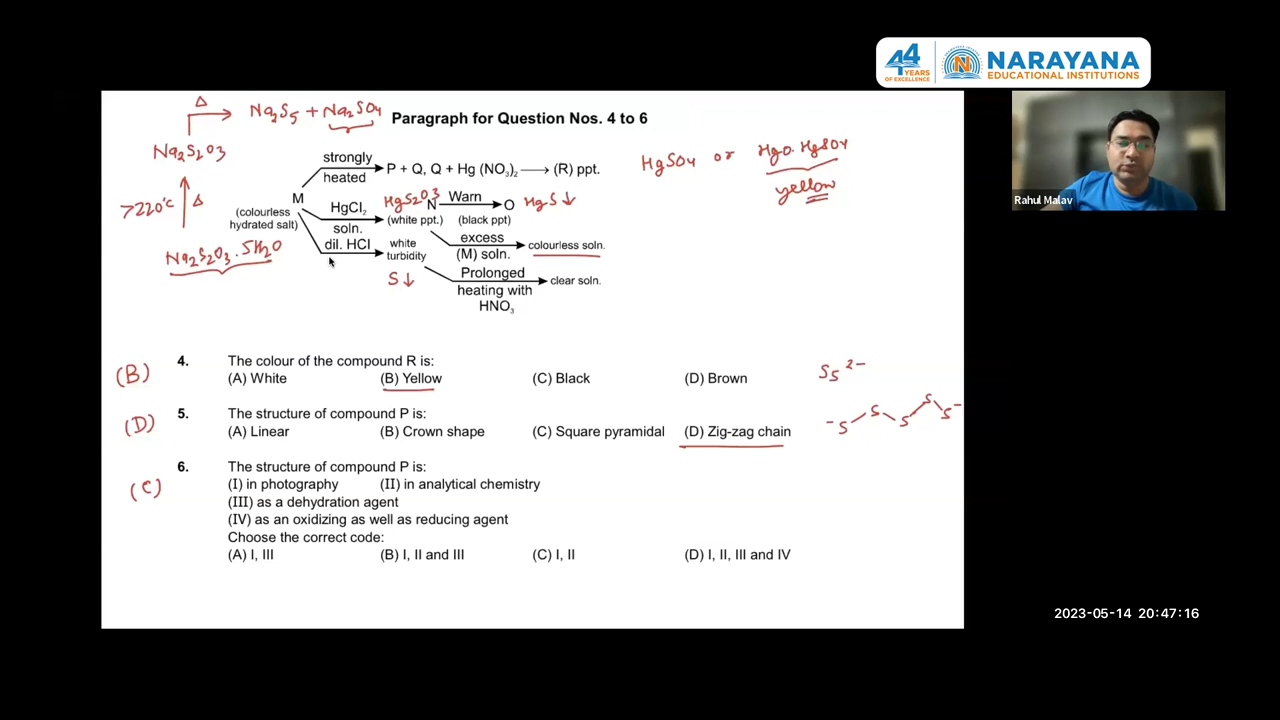 44
YEARS
OF EXCELLENCE
NARAYANA
EDUCATIONAL INSTITUTIONS
Rahul Malav
Δ
Na2S5 + Na2SO4
Paragraph for Question Nos. 4 to 6
Na2S2O3
>220°C
Δ
Na2S2O3.5H2O
M
(colourless
hydrated salt)
strongly
heated
P + Q, Q + Hg (NO3)2 → (R) ppt.
HgSO4 or HgO.HgSO4
yellow
HgCl2
soln.
HgS2O3
N
(white ppt.)
Warn
O
(black ppt)
HgS↓
excess
(M) soln.
colourless soln.
dil. HCl
white
turbidity
S↓
Prolonged
heating with
HNO3
clear soln.
(B)
4. The colour of the compound R is:
(A) White (B) Yellow (C) Black (D) Brown
S5 2-
(D)
5. The structure of compound P is:
(A) Linear (B) Crown shape (C) Square pyramidal (D) Zig-zag chain
-S S S S S-
(C)
6. The structure of compound P is:
(I) in photography (II) in analytical chemistry
(III) as a dehydration agent
(IV) as an oxidizing as well as reducing agent
Choose the correct code:
(A) I, III (B) I, II and III (C) I, II (D) I, II, III and IV
2023-05-14 20:47:16